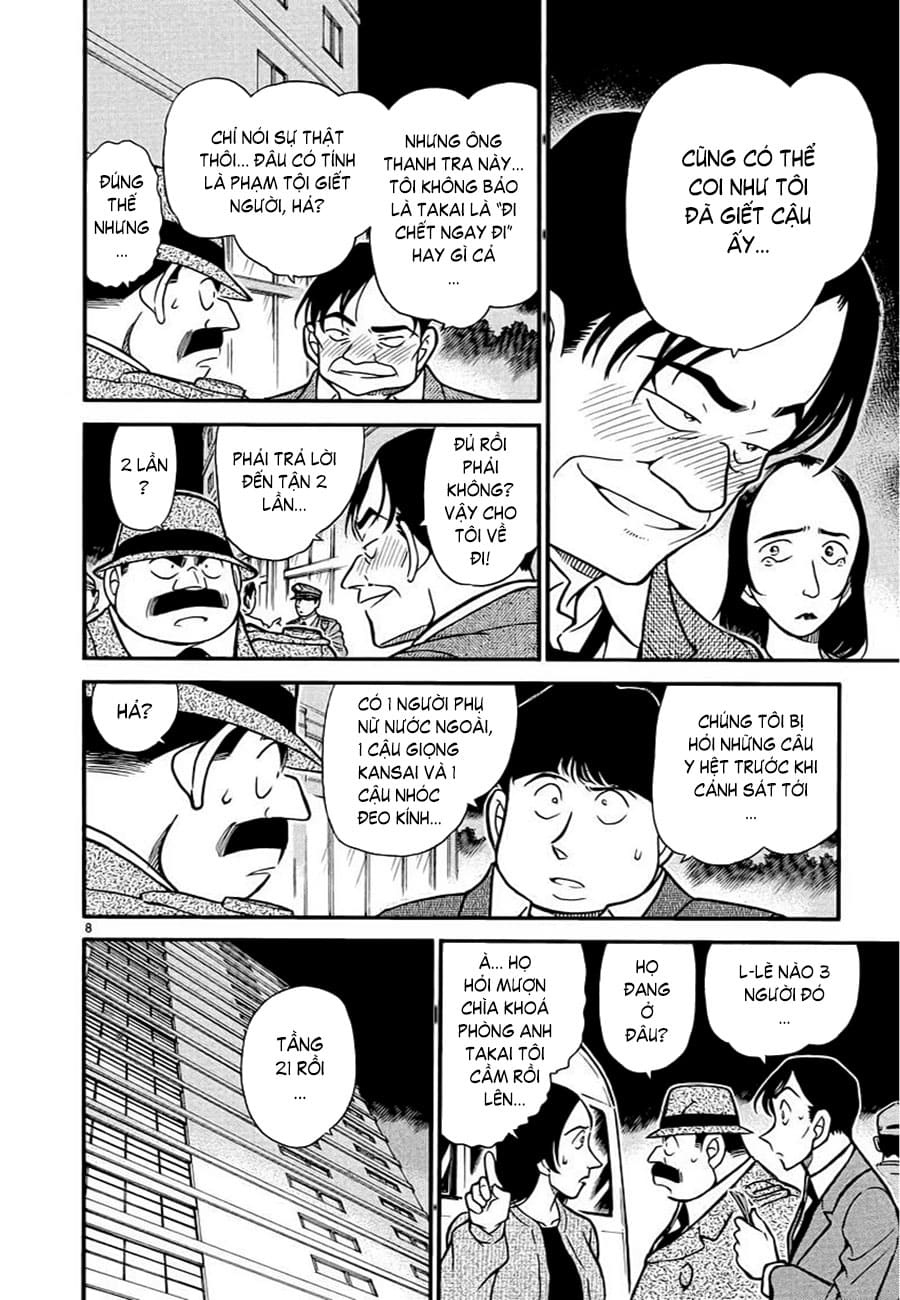 CŨNG CÓ THỂ
COI NHƯ TÔI
ĐÃ GIẾT CẬU
ẤY...
NHƯNG ÔNG
THANH TRA NÀY...
TÔI KHÔNG BẢO
LÀ TAKAI LÀ "ĐI
CHẾT NGAY ĐI"
HAY GÌ CẢ
...
CHỈ NÓI SỰ THẬT
THÔI... ĐÂU CÓ TÍNH
LÀ PHẠM TỘI GIẾT
NGƯỜI, HẢ?
ĐÚNG
THẾ
NHƯNG
...
ĐỦ RỒI
PHẢI
KHÔNG?
VẬY CHO
TÔI VỀ
ĐI!
PHẢI TRẢ LỜI
ĐẾN TẬN 2
LẦN...
2 LẦN
?
CHÚNG TÔI BỊ
HỎI NHỮNG CÂU
Y HỆT TRƯỚC KHI
CẢNH SÁT TỚI
...
CÓ 1 NGƯỜI PHỤ
NỮ NƯỚC NGOÀI,
1 CẬU GIỌNG
KANSAI VÀ 1
CẬU NHÓC
ĐEO KÍNH...
HẢ?
8
L-LẼ NÀO 3
NGƯỜI ĐÓ
...
HỌ
ĐANG
Ở
ĐÂU?
À... HỌ
HỎI MƯỢN
CHÌA KHOÁ
PHÒNG ANH
TAKAI TÔI
CẦM RỒI
LÊN...
TẦNG
21 RỒI
...